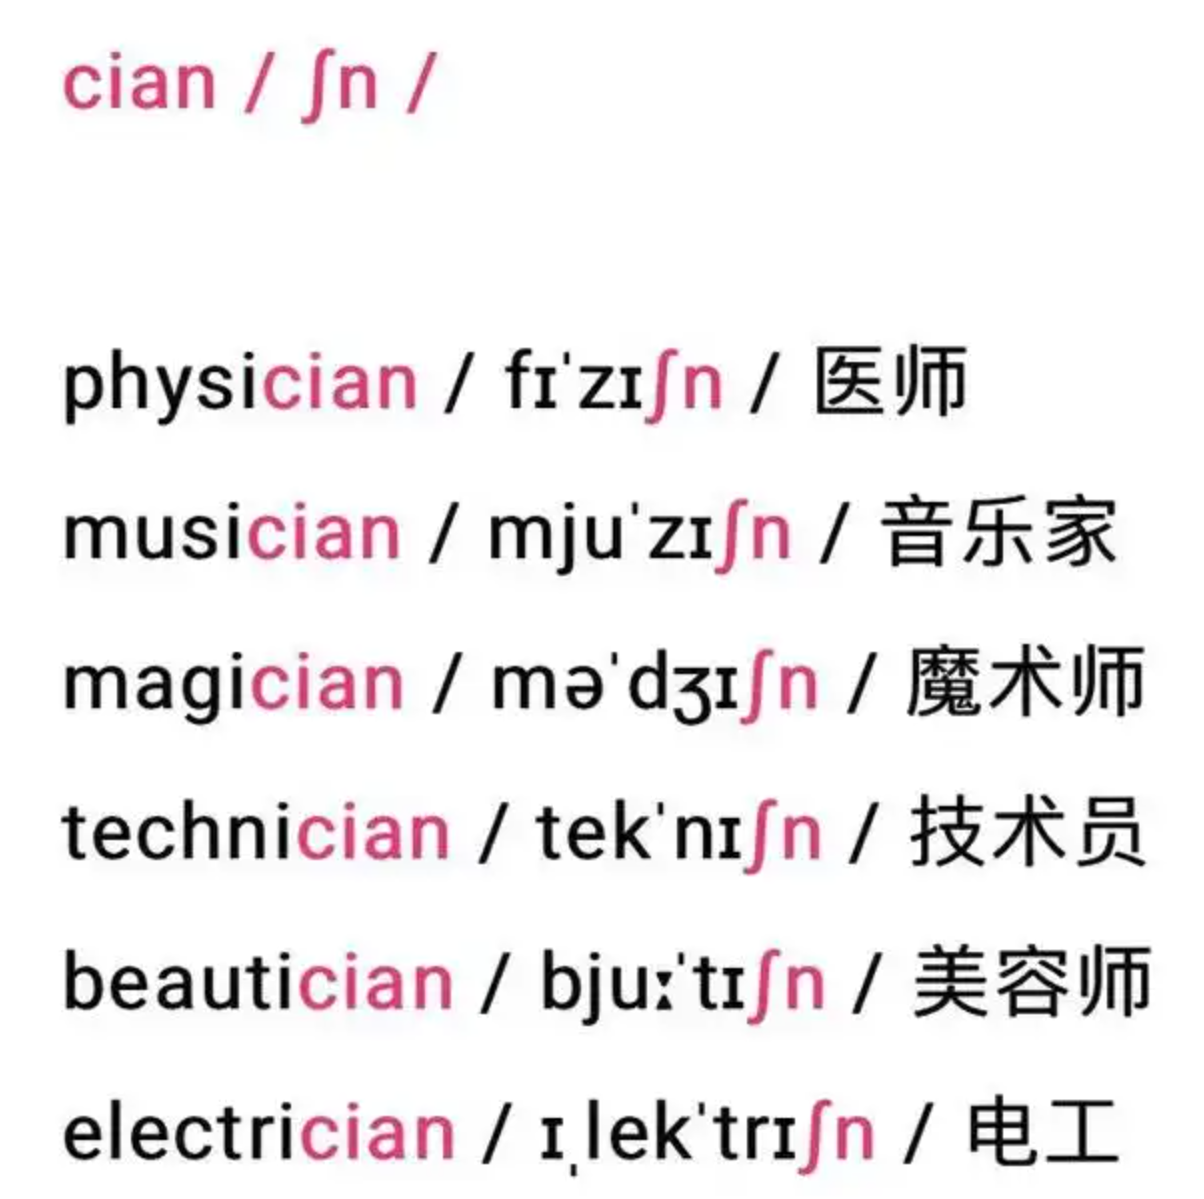 cian / ʃn /
physician / fɪˈzɪʃn / 医师
musician / mjuˈzɪʃn / 音乐家
magician / məˈdʒɪʃn / 魔术师
technician / tekˈnɪʃn / 技术员
beautician / bjuːˈtɪʃn / 美容师
electrician / ɪˌlekˈtrɪʃn / 电工